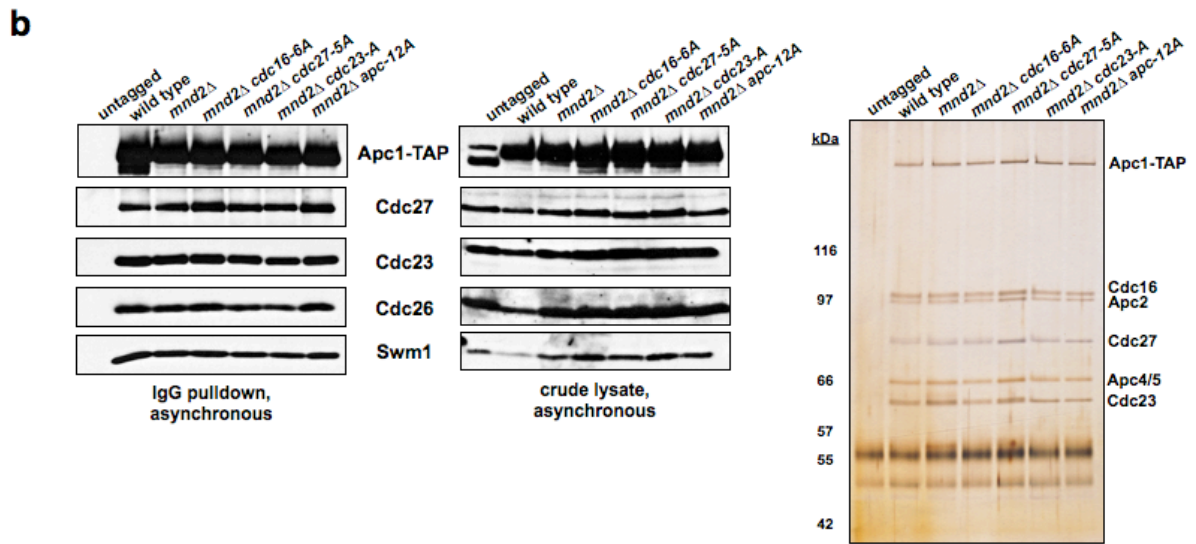 b
untagged
wild type
mnd2Δ
mnd2Δ cdc16-6A
mnd2Δ cdc27-5A
mnd2Δ cdc23-A
mnd2Δ apc-12A
untagged
wild type
mnd2Δ
mnd2Δ cdc16-6A
mnd2Δ cdc27-5A
mnd2Δ cdc23-A
mnd2Δ apc-12A
untagged
wild type
mnd2Δ
mnd2Δ cdc16-6A
mnd2Δ cdc27-5A
mnd2Δ cdc23-A
mnd2Δ apc-12A
Apc1-TAP
Cdc27
Cdc23
Cdc26
Swm1
IgG pulldown,
asynchronous
crude lysate,
asynchronous
kDa
116
97
66
57
55
42
Apc1-TAP
Cdc16
Apc2
Cdc27
Apc4/5
Cdc23